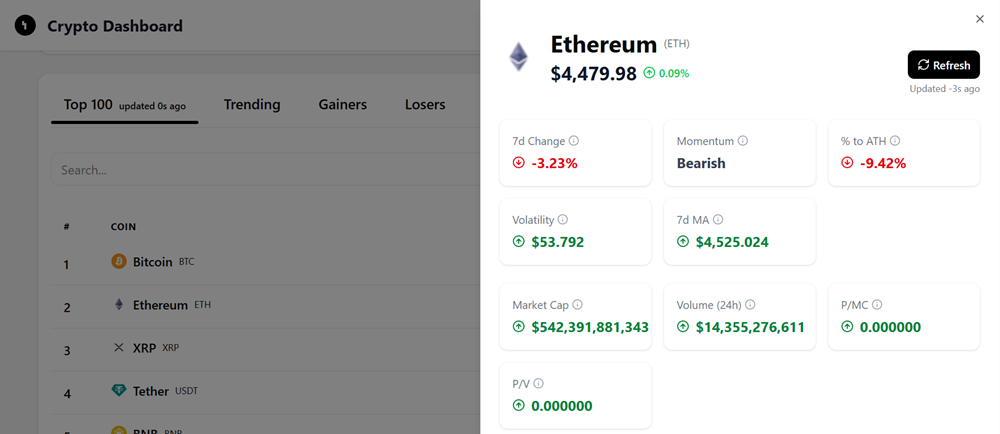 Crypto Dashboard
Top 100 updated 0s ago Trending Gainers Losers
Search...
# COIN
1 Bitcoin BTC
2 Ethereum ETH
3 XRP XRP
4 Tether USDT
BNB BNB
Ethereum (ETH)
$4,479.98 0.09%
Refresh
Updated -3s ago
7d Change
-3.23%
Momentum
Bearish
% to ATH
-9.42%
Volatility
$53.792
7d MA
$4,525.024
Market Cap
$542,391,881,343
Volume (24h)
$14,355,276,611
P/MC
0.000000
P/V
0.000000